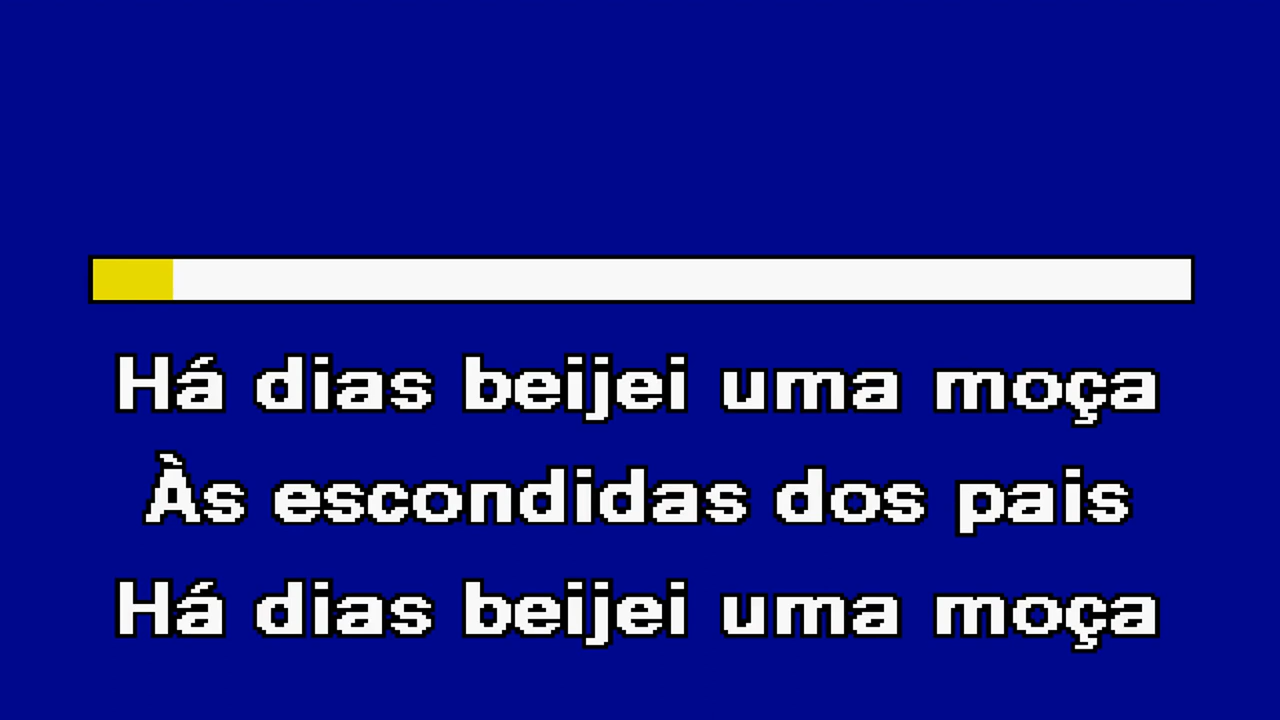 Há dias beijei uma moça
Às escondidas dos pais
Há dias beijei uma moça